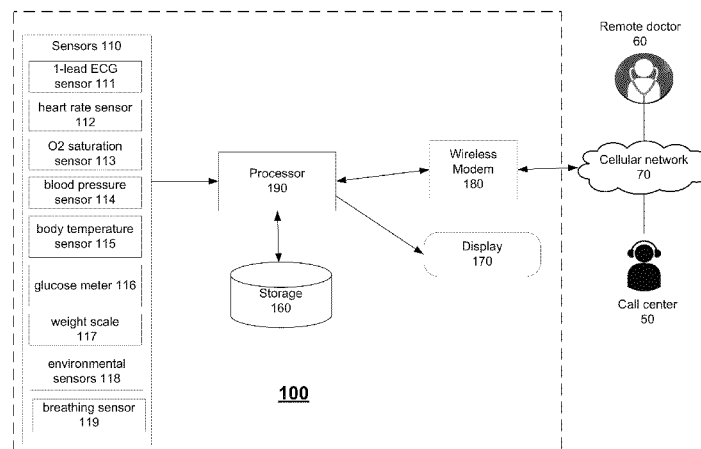 Sensors 110
1-lead ECG
sensor 111
heart rate sensor
112
O2 saturation
sensor 113
blood pressure
sensor 114
body temperature
sensor 115
glucose meter 116
weight scale
117
environmental
sensors 118
breathing sensor
119
Processor
190
Storage
160
Wireless
Modem
180
Display
170
100
Remote doctor
60
Cellular network
70
Call center
50